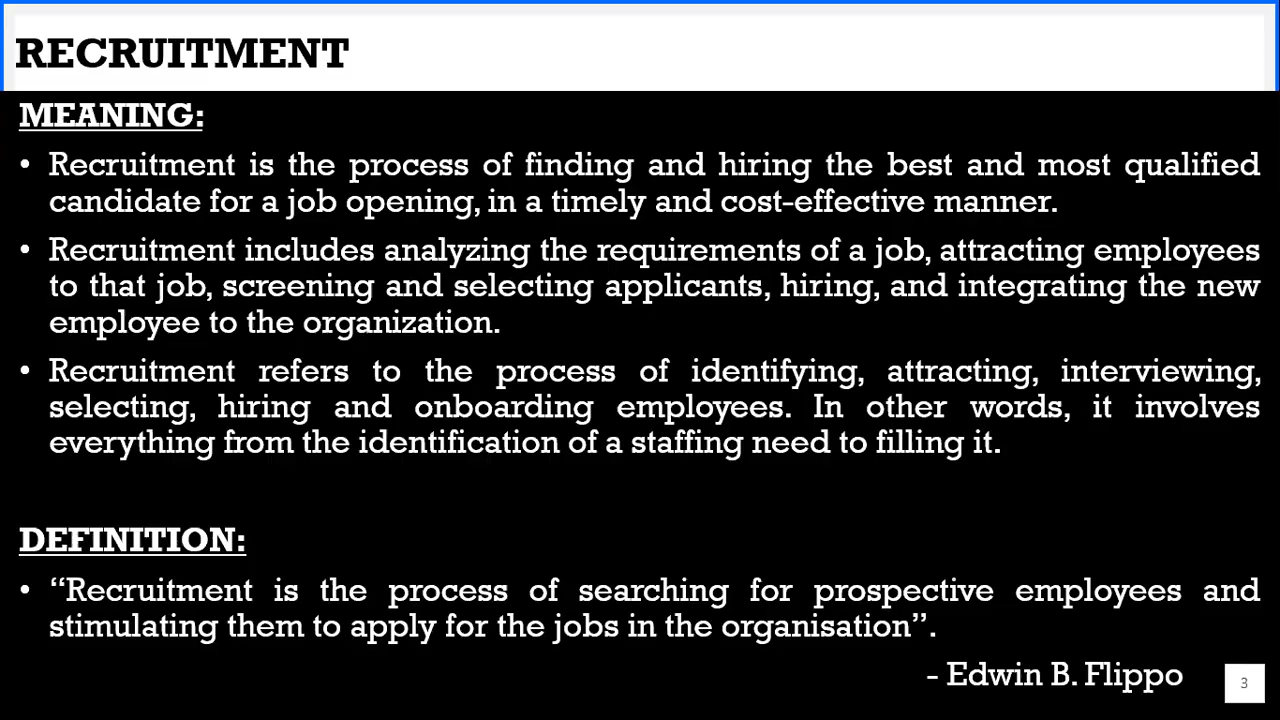 RECRUITMENT
MEANING:
• Recruitment is the process of finding and hiring the best and most qualified
candidate for a job opening, in a timely and cost-effective manner.
• Recruitment includes analyzing the requirements of a job, attracting employees
to that job, screening and selecting applicants, hiring, and integrating the new
employee to the organization.
• Recruitment refers to the process of identifying, attracting, interviewing,
selecting, hiring and onboarding employees. In other words, it involves
everything from the identification of a staffing need to filling it.
DEFINITION:
• “Recruitment is the process of searching for prospective employees and
stimulating them to apply for the jobs in the organisation”.
- Edwin B. Flippo
3